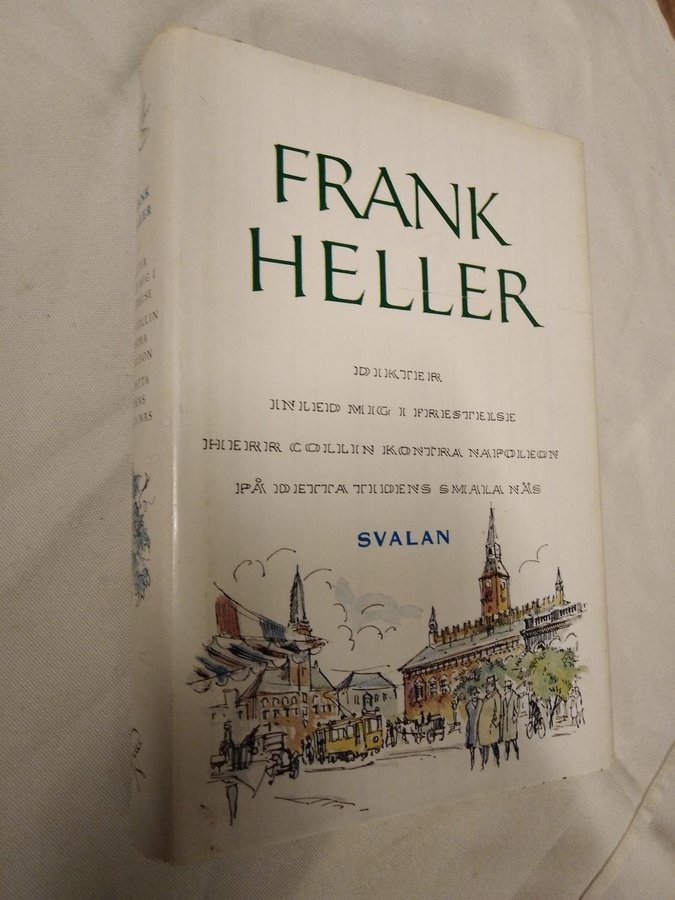 FRANK
HELLER
DIKTER
INLED MIG I FRESTELSE
HERR COLLIN KONTRA NAPOLEON
PÅ DETTA TIDENS SMALA NÄS
SVALAN